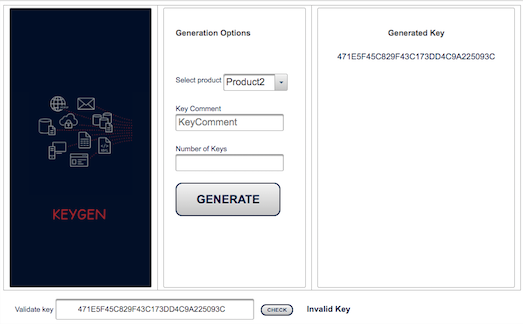 Generation Options
Select product
Product2
Key Comment
KeyComment
Number of Keys
GENERATE
KEYGEN
Generated Key
471E5F45C829F43C173DD4C9A225093C
Validate key
471E5F45C829F43C173DD4C9A225093C
CHECK
Invalid Key